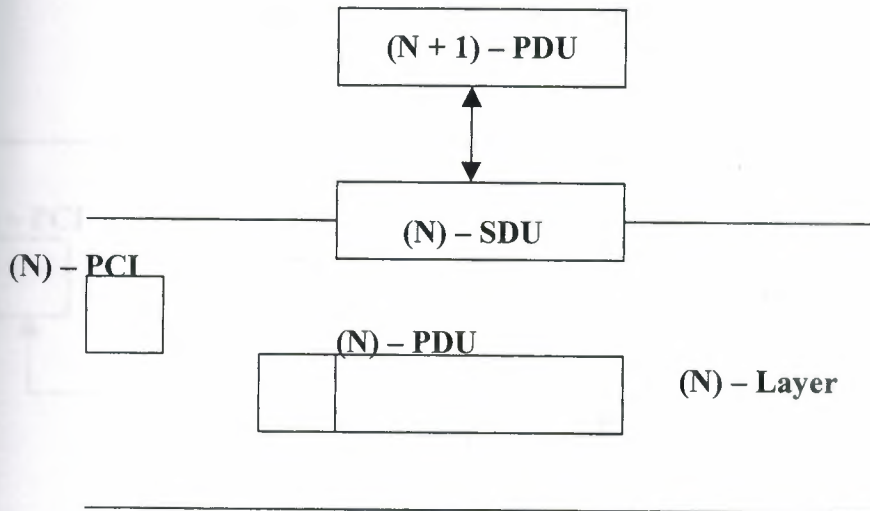 (N + 1) – PDU
(N) – SDU
(N) – PCI
(N) – PDU
(N) – Layer